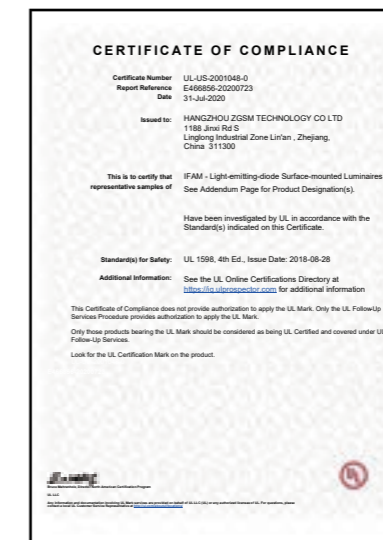 CERTIFICATE OF COMPLIANCE
Certificate Number UL-US-2001048-0
Report Reference E466856-20200723
Date 31-Jul-2020
Issued to: HANGZHOU ZGSM TECHNOLOGY CO LTD
1188 Jinxi Rd S
Linglong Industrial Zone Lin'an , Zhejiang,
China 311300
This is to certify that IFAM - Light-emitting-diode Surface-mounted Luminaires
representative samples of See Addendum Page for Product Designation(s).
Have been investigated by UL in accordance with the
Standard(s) indicated on this Certificate.
Standard(s) for Safety: UL 1598, 4th Ed., Issue Date: 2018-08-28
Additional Information: See the UL Online Certifications Directory at
https://iq.ulprospector.com for additional information
This Certificate of Compliance does not provide authorization to apply the UL Mark. Only the UL Follow-Up
Services Procedure provides authorization to apply the UL Mark.
Only those products bearing the UL Mark should be considered as being UL Certified and covered under UL
Follow-Up Services.
Look for the UL Certification Mark on the product.
UL